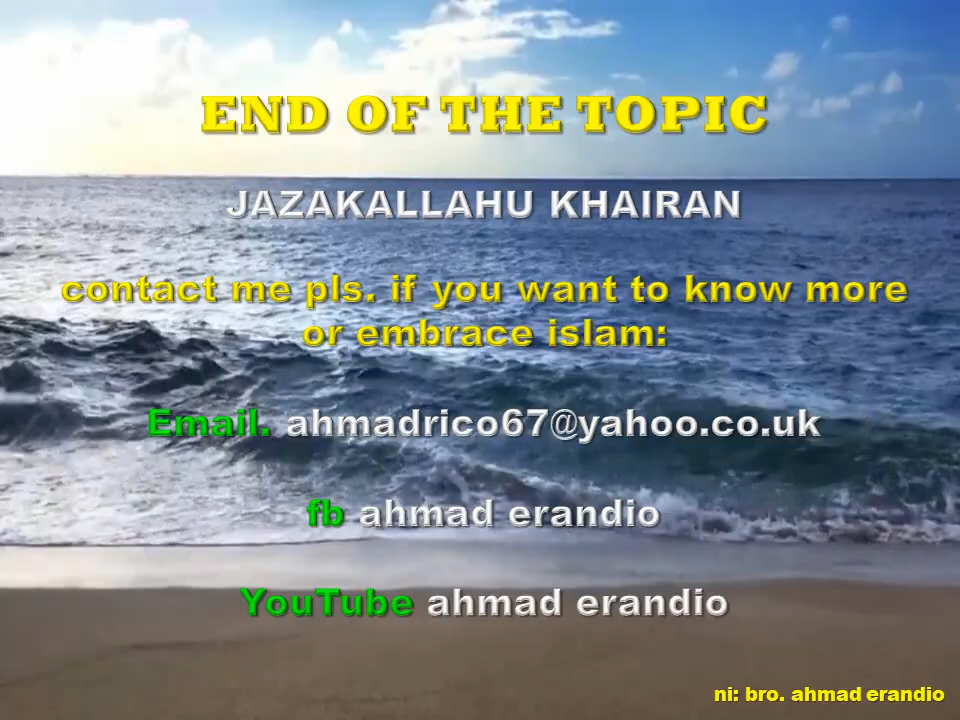 END OF THE TOPIC
JAZAKALLAHU KHAIRAN
contact me pls. if you want to know more
or embrace islam:
Email. ahmadrico67@yahoo.co.uk
fb ahmad erandio
YouTube ahmad erandio
ni: bro. ahmad erandio